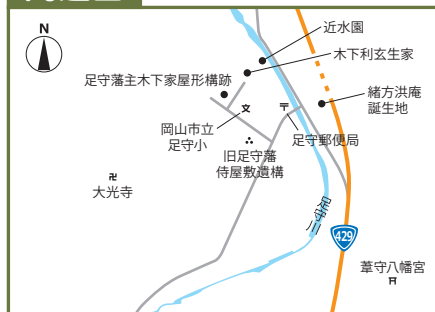 N
近水園
木下利玄生家
足守藩主木下家屋形構跡
緒方洪庵
誕生地
岡山市立
足守小
足守郵便局
旧足守藩
侍屋敷遺構
大光寺
足守川
429
葦守八幡宮